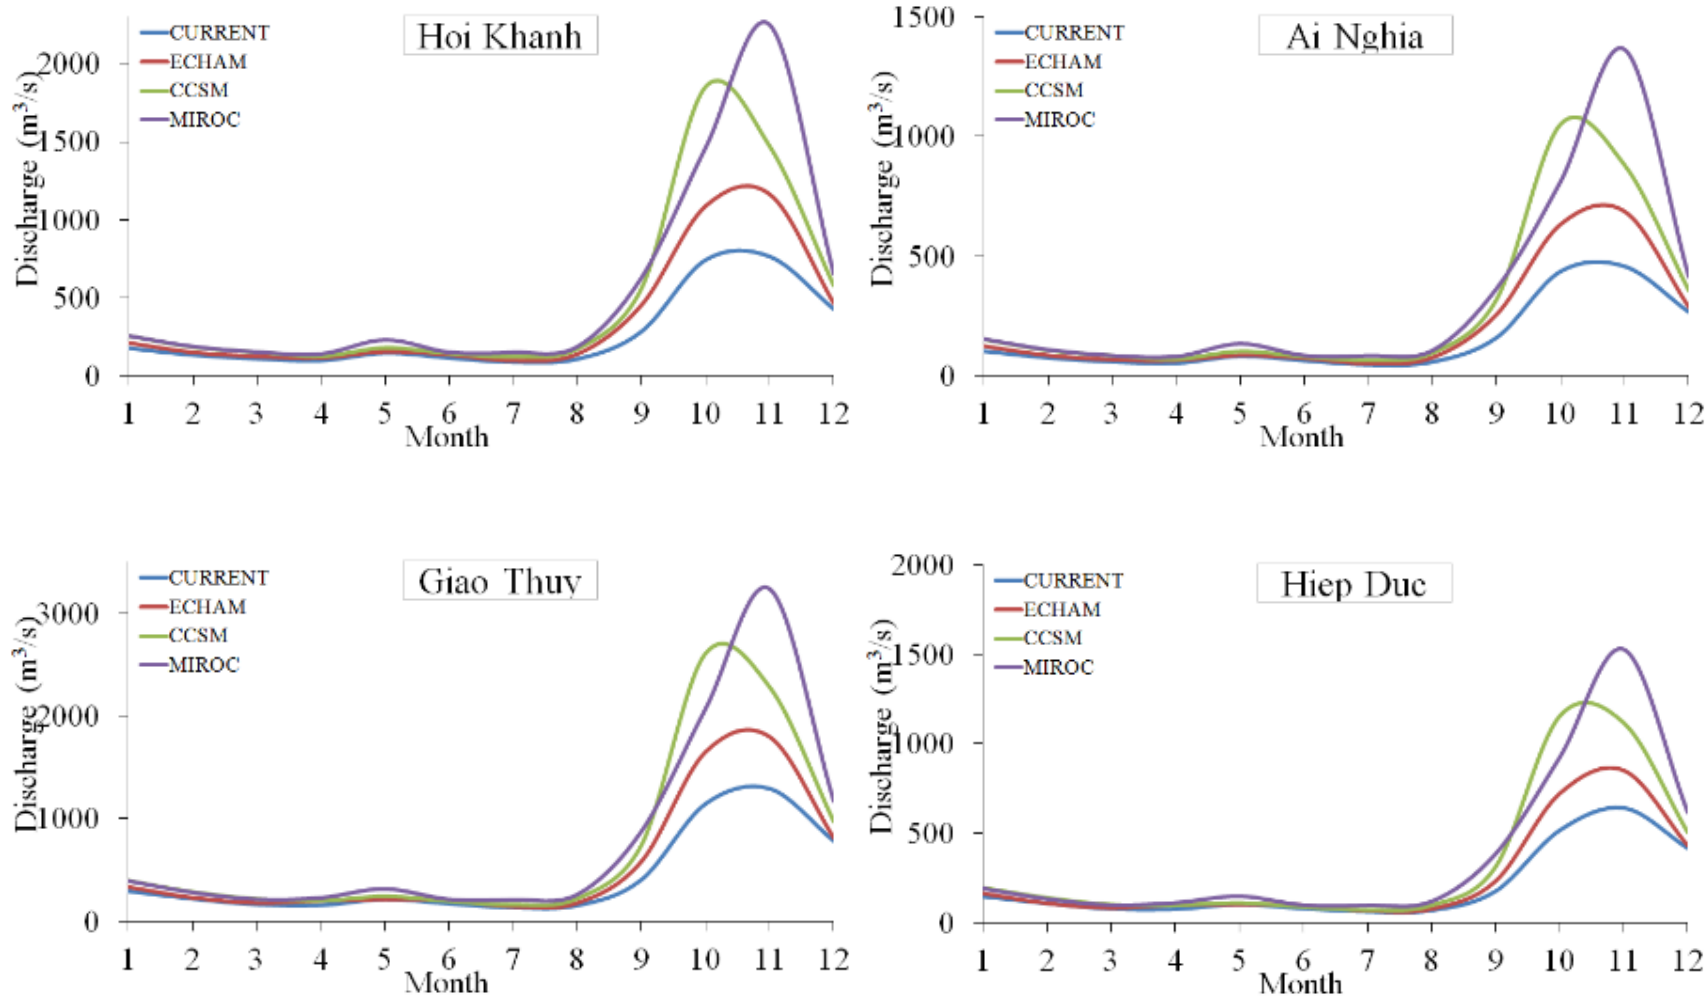 Hoi Khanh
CURRENT
ECHAM
CCSM
MIROC
Discharge (m³/s)
2000
1500
1000
500
0
1 2 3 4 5 6 7 8 9 10 11 12
Month
Ai Nghia
CURRENT
ECHAM
CCSM
MIROC
Discharge (m³/s)
1500
1000
500
0
1 2 3 4 5 6 7 8 9 10 11 12
Month
Giao Thuy
CURRENT
ECHAM
CCSM
MIROC
Discharge (m³/s)
3000
2000
1000
0
1 2 3 4 5 6 7 8 9 10 11 12
Month
Hiep Duc
CURRENT
ECHAM
CCSM
MIROC
Discharge (m³/s)
2000
1500
1000
500
0
1 2 3 4 5 6 7 8 9 10 11 12
Month